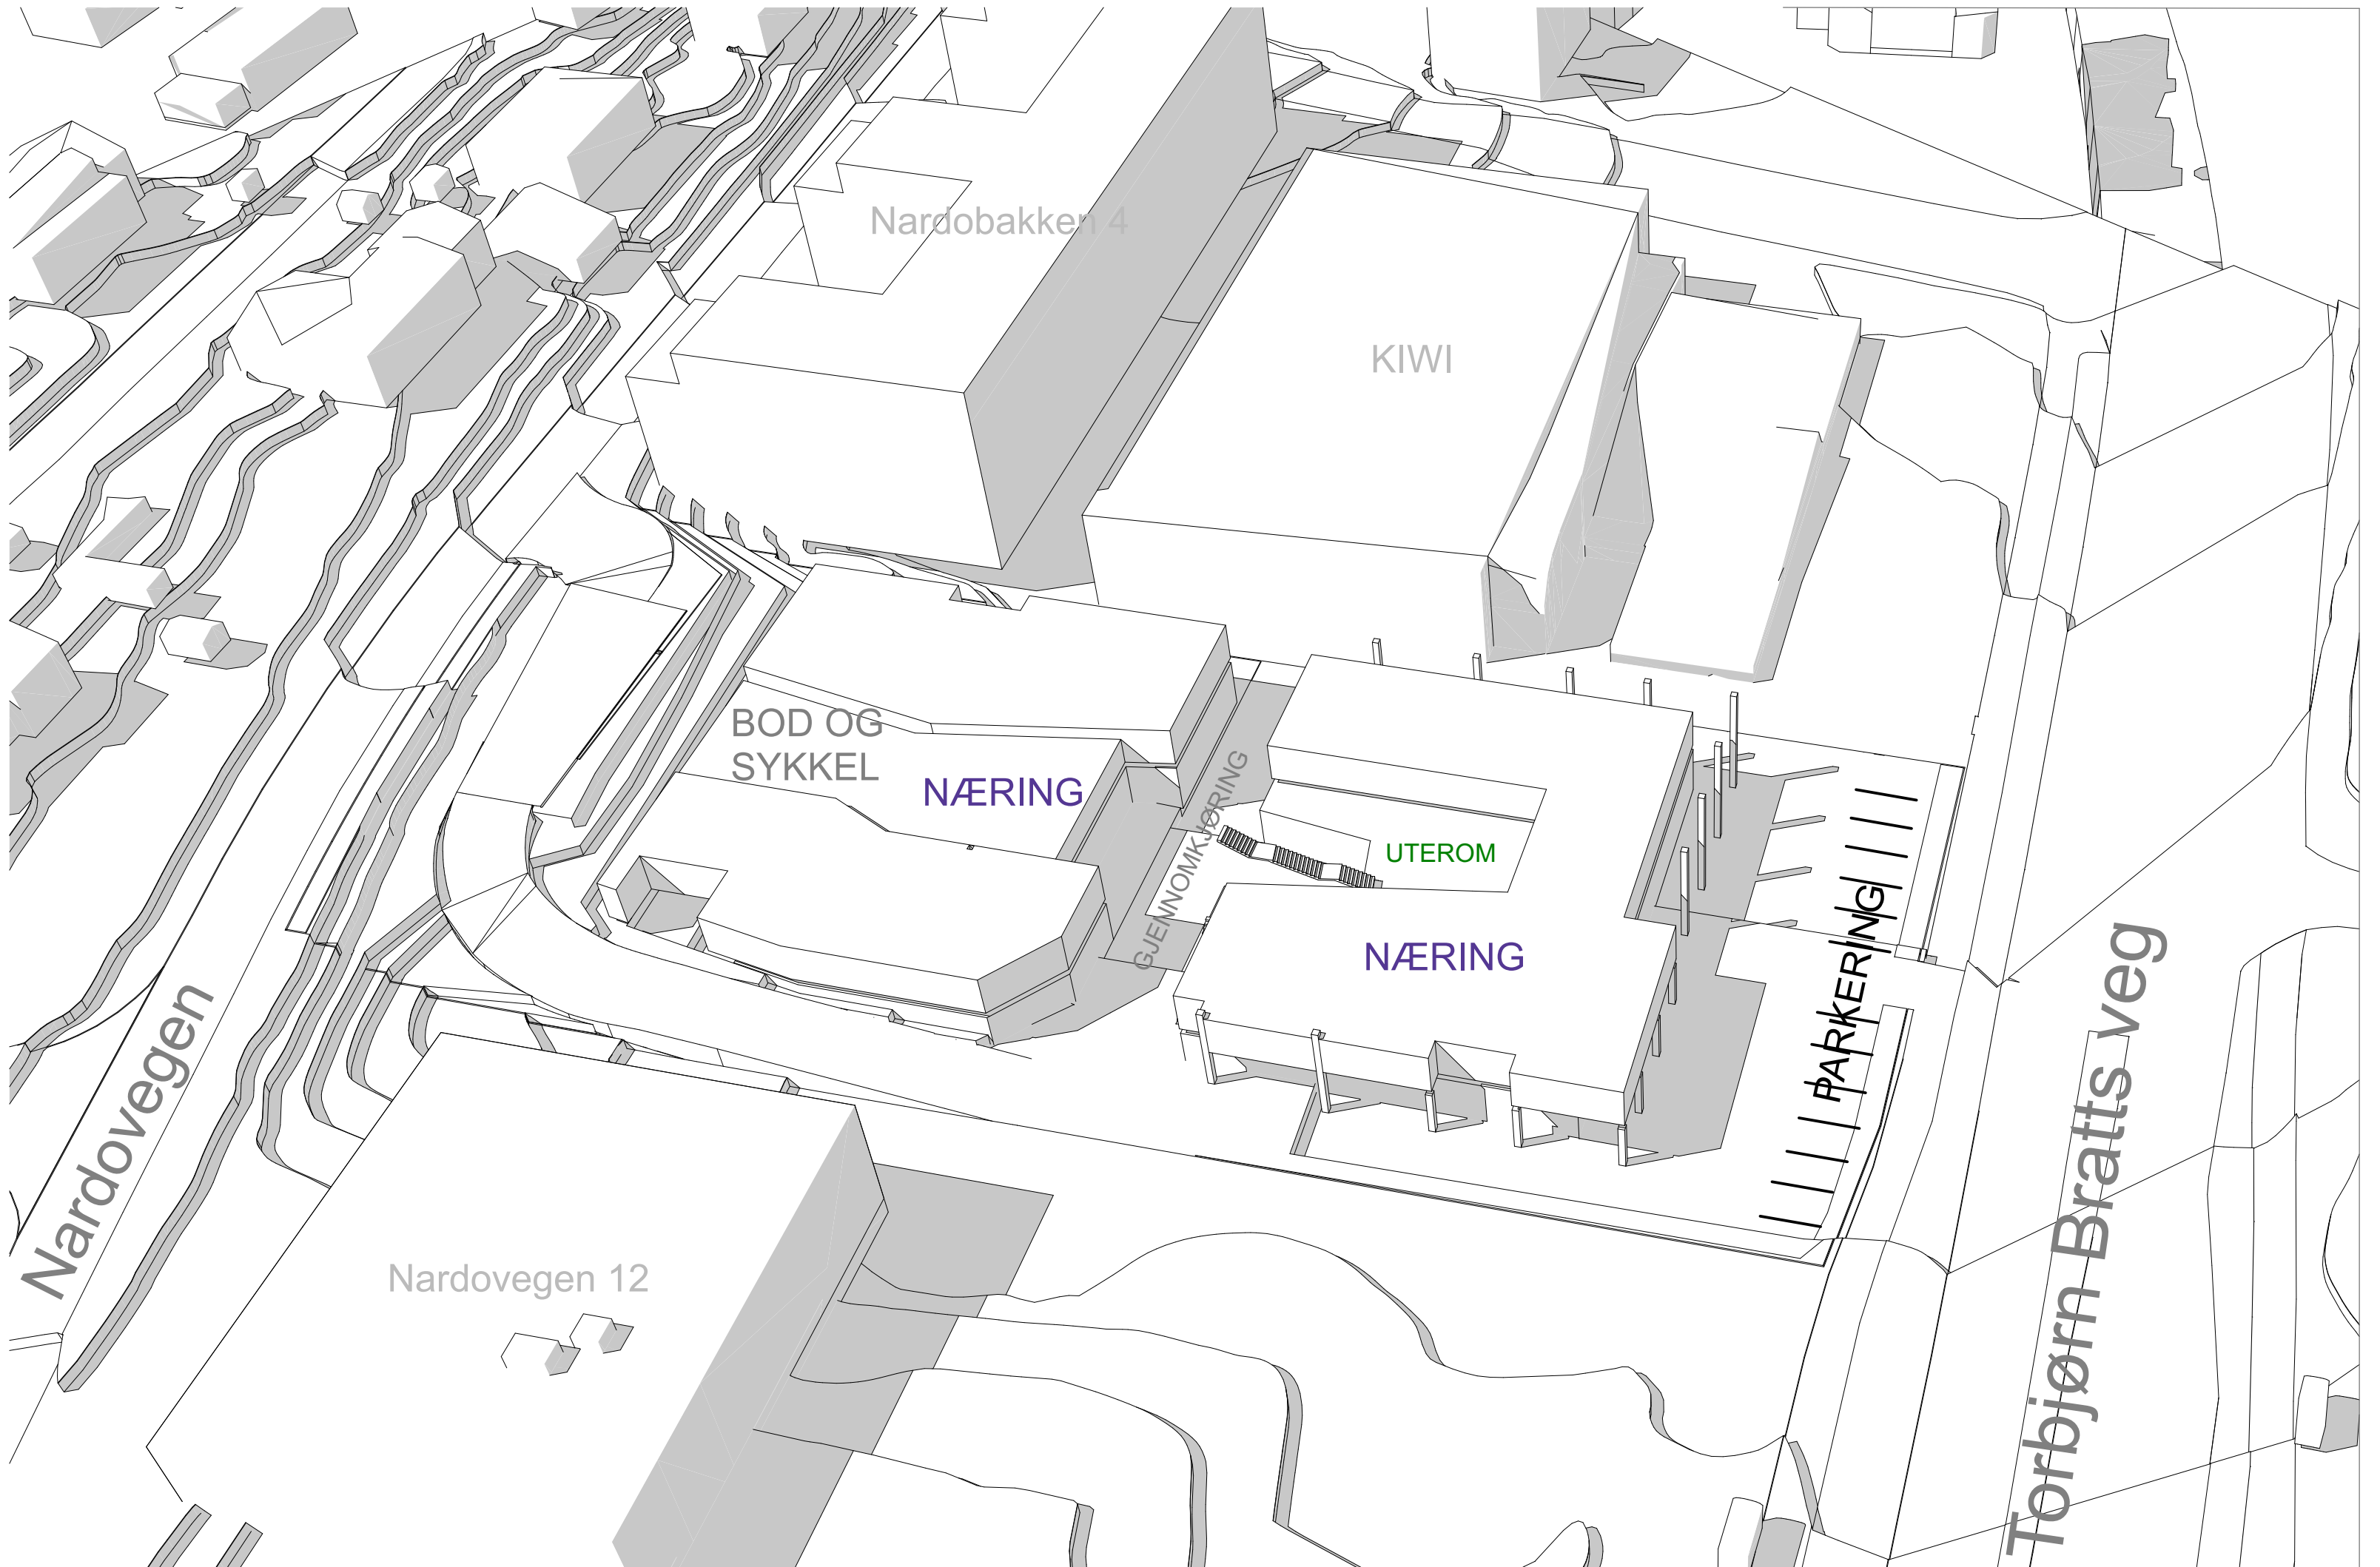 Nardobakken 4
KIWI
BOD OG
SYKKEL
NÆRING
GJENNOMKJØRING
UTEROM
NÆRING
PARKERING
Nardovegen
Torbjørn Bratts veg
Nardovegen 12